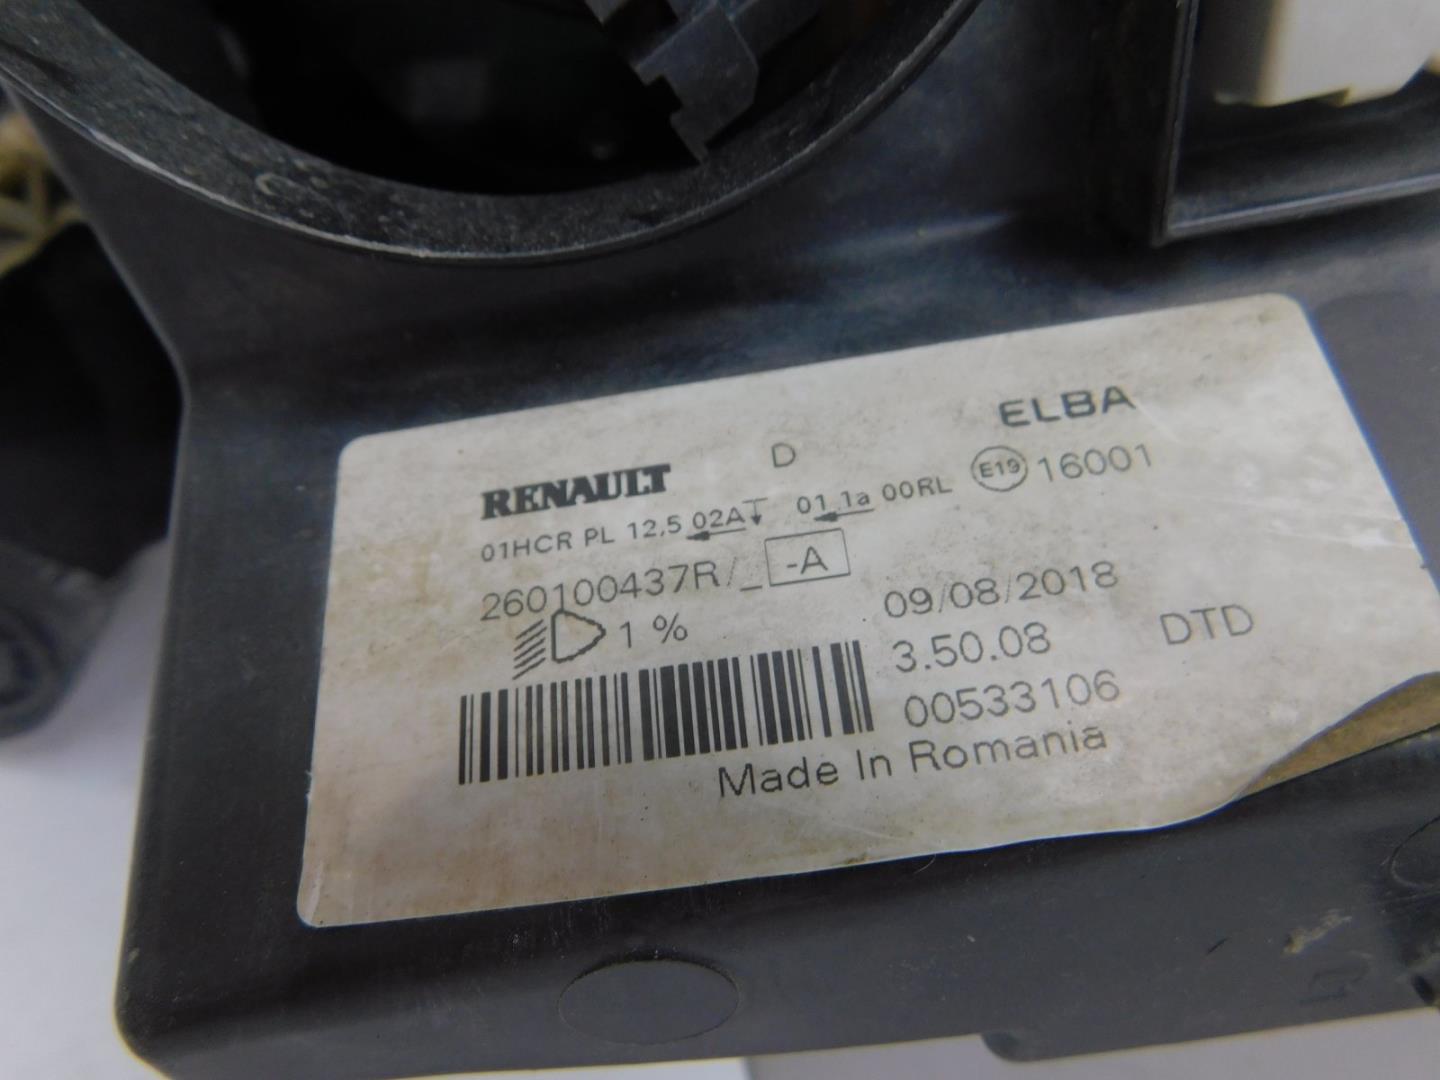 ELBA
RENAULT D E19 16001
01HCR PL 12,5 02A 01 1a 00RL
260100437R/_ -A
09/08/2018
1 %
3.50.08 DTD
00533106
Made In Romania